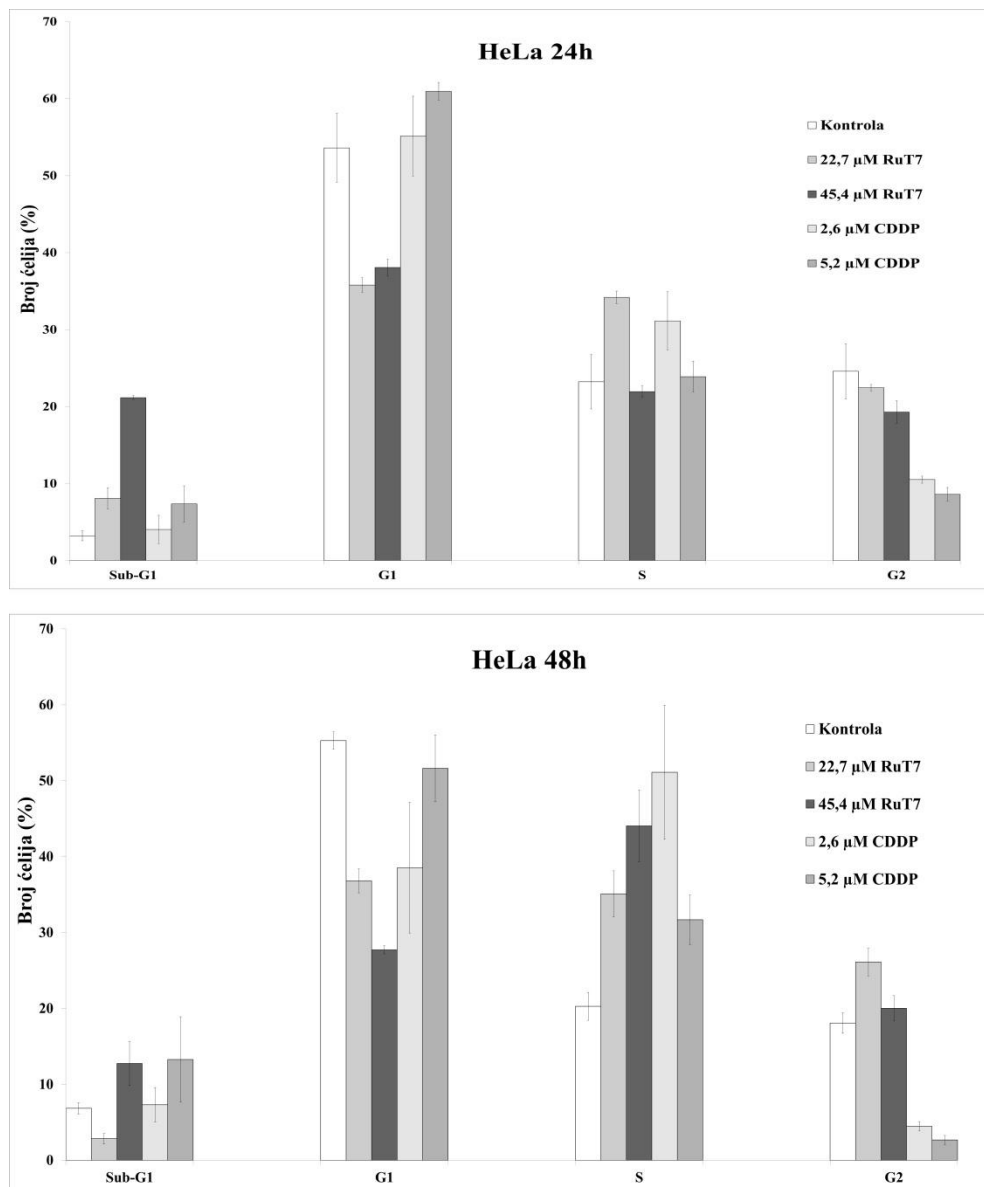 HeLa 24h
Broj ćelija (%)
70
60
50
40
30
20
10
0
Kontrola
22,7 µM RuT7
45,4 µM RuT7
2,6 µM CDDP
5,2 µM CDDP
Sub-G1 G1 S G2
HeLa 48h
Broj ćelija (%)
70
60
50
40
30
20
10
0
Kontrola
22,7 µM RuT7
45,4 µM RuT7
2,6 µM CDDP
5,2 µM CDDP
Sub-G1 G1 S G2